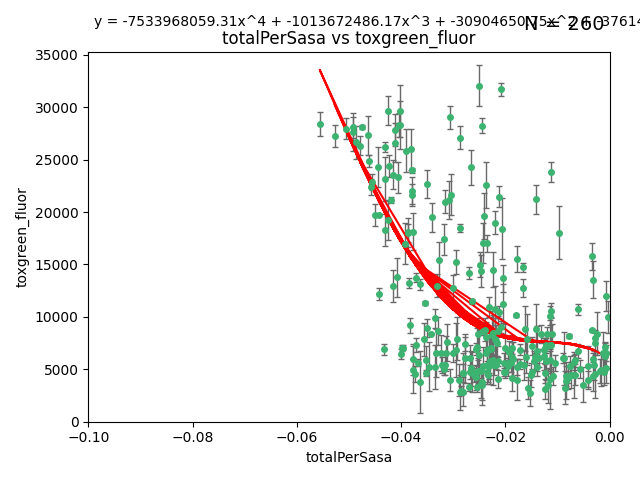 y = -7533968059.31x^4 + -1013672486.17x^3 + -30904650
N = 260
totalPerSasa vs toxgreen_fluor
35000
30000
25000
20000
15000
10000
5000
0
toxgreen_fluor
−0.10 −0.08 −0.06 −0.04 −0.02 0.00
totalPerSasa